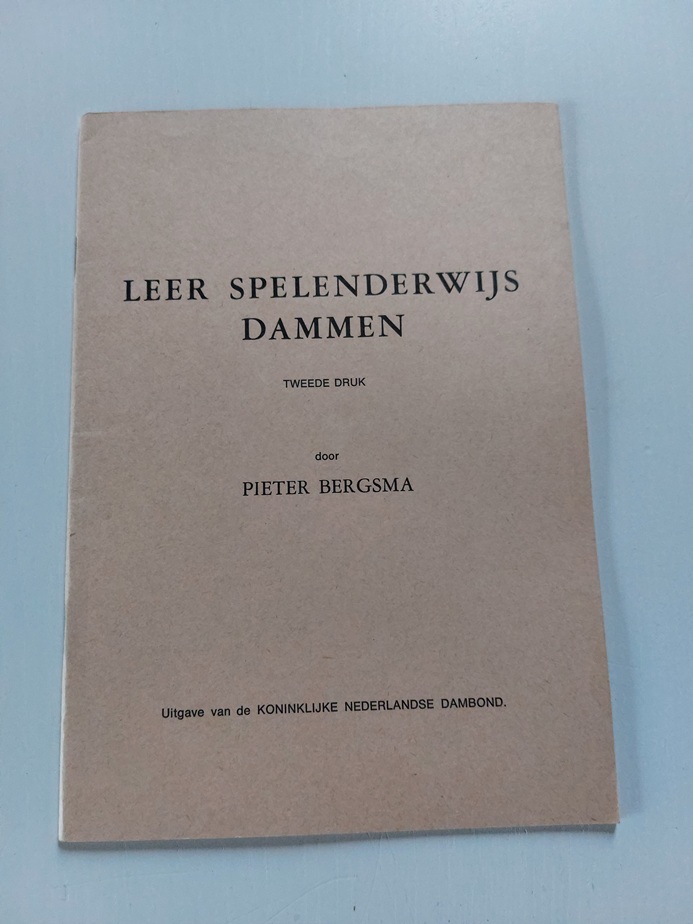 LEER SPELENDERWIJS
DAMMEN
TWEEDE DRUK
door
PIETER BERGSMA
Uitgave van de KONINKLIJKE NEDERLANDSE DAMBOND.